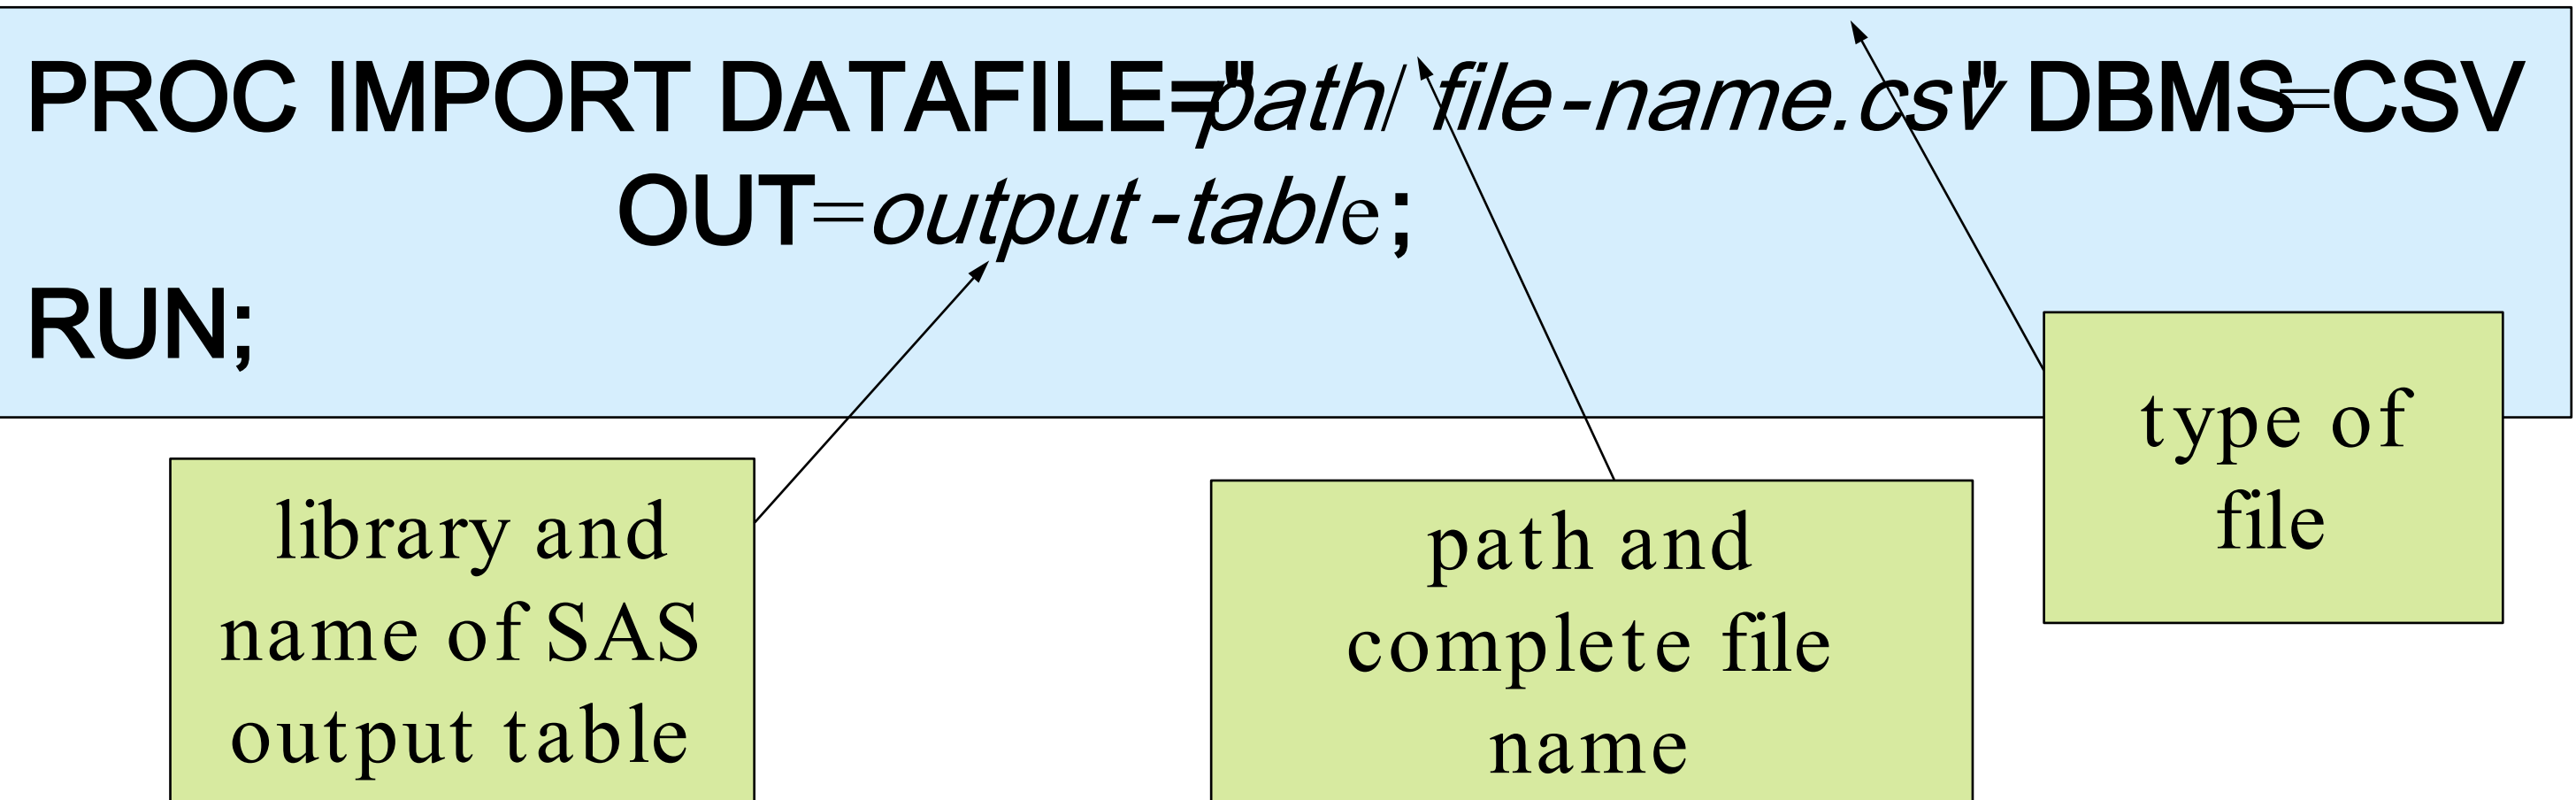 PROC IMPORT DATAFILE="path/ file-name.csv" DBMS=CSV
OUT=output-table;
RUN;
type of
file
library and
name of SAS
output table
path and
complete file
name